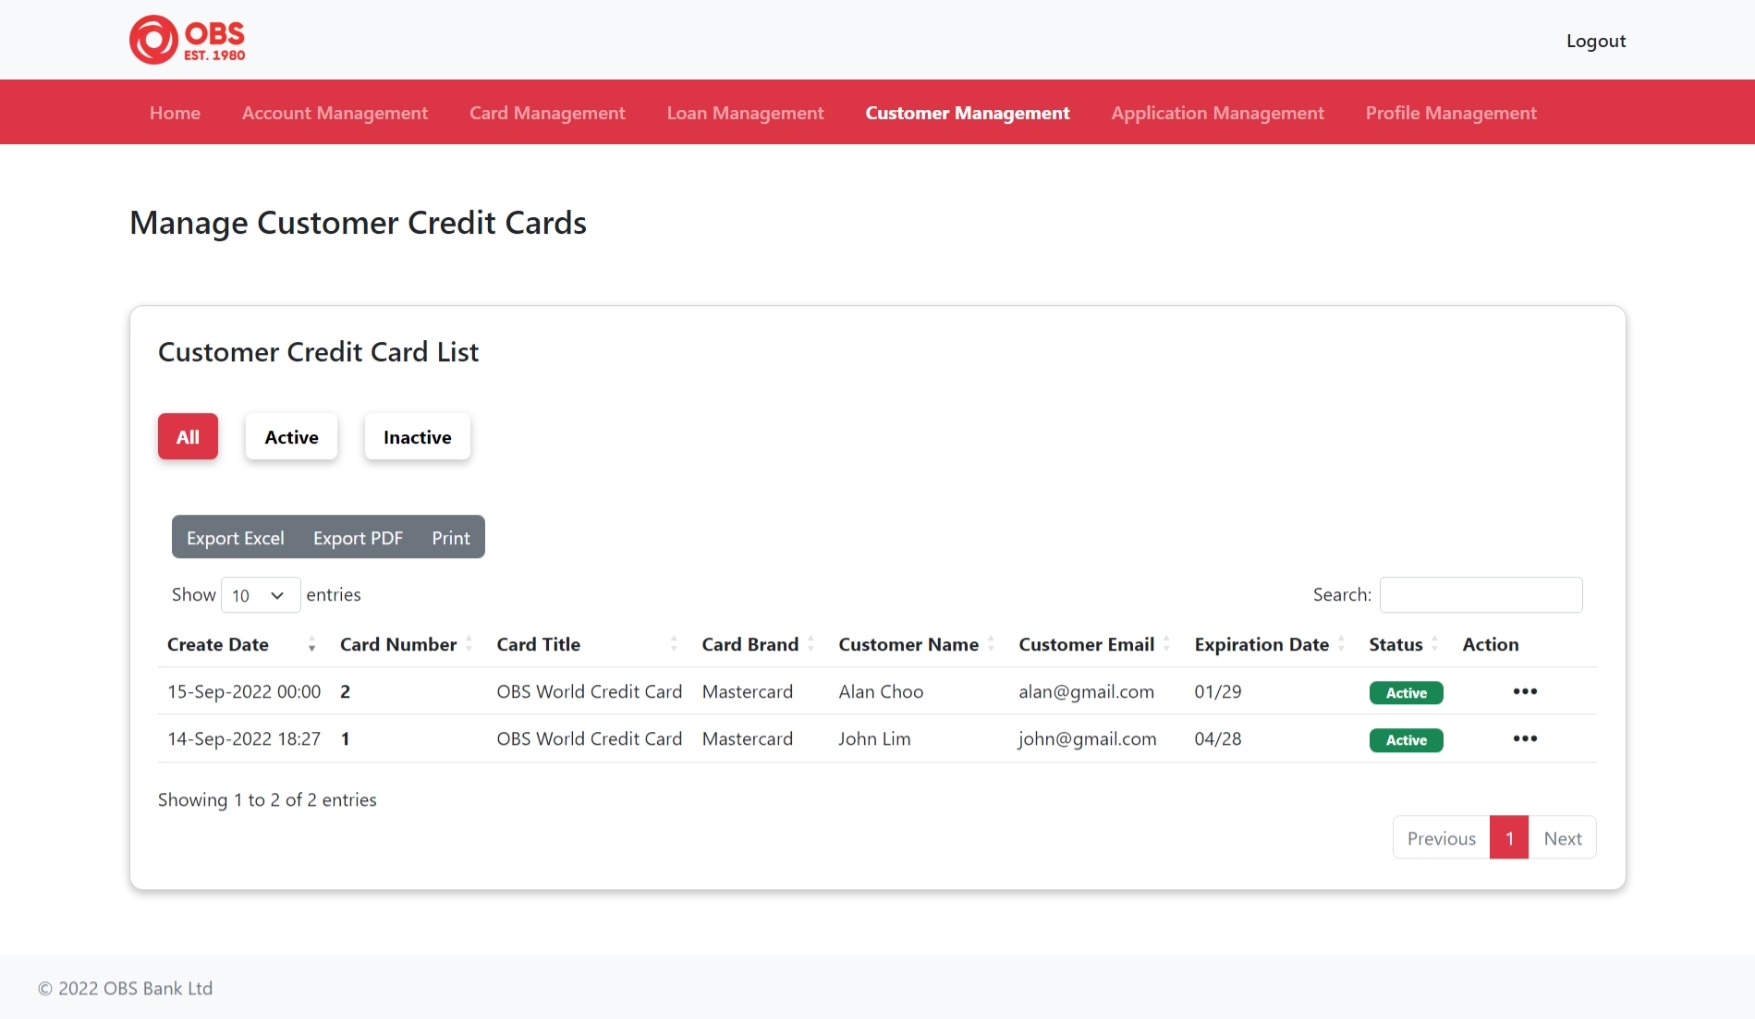 OBS
EST. 1980
Logout
Home Account Management Card Management Loan Management Customer Management Application Management Profile Management
Manage Customer Credit Cards
Customer Credit Card List
All Active Inactive
Export Excel Export PDF Print
Show 10 entries Search:
Create Date Card Number Card Title Card Brand Customer Name Customer Email Expiration Date Status Action
15-Sep-2022 00:00 2 OBS World Credit Card Mastercard Alan Choo alan@gmail.com 01/29 Active •••
14-Sep-2022 18:27 1 OBS World Credit Card Mastercard John Lim john@gmail.com 04/28 Active •••
Showing 1 to 2 of 2 entries
Previous 1 Next
© 2022 OBS Bank Ltd